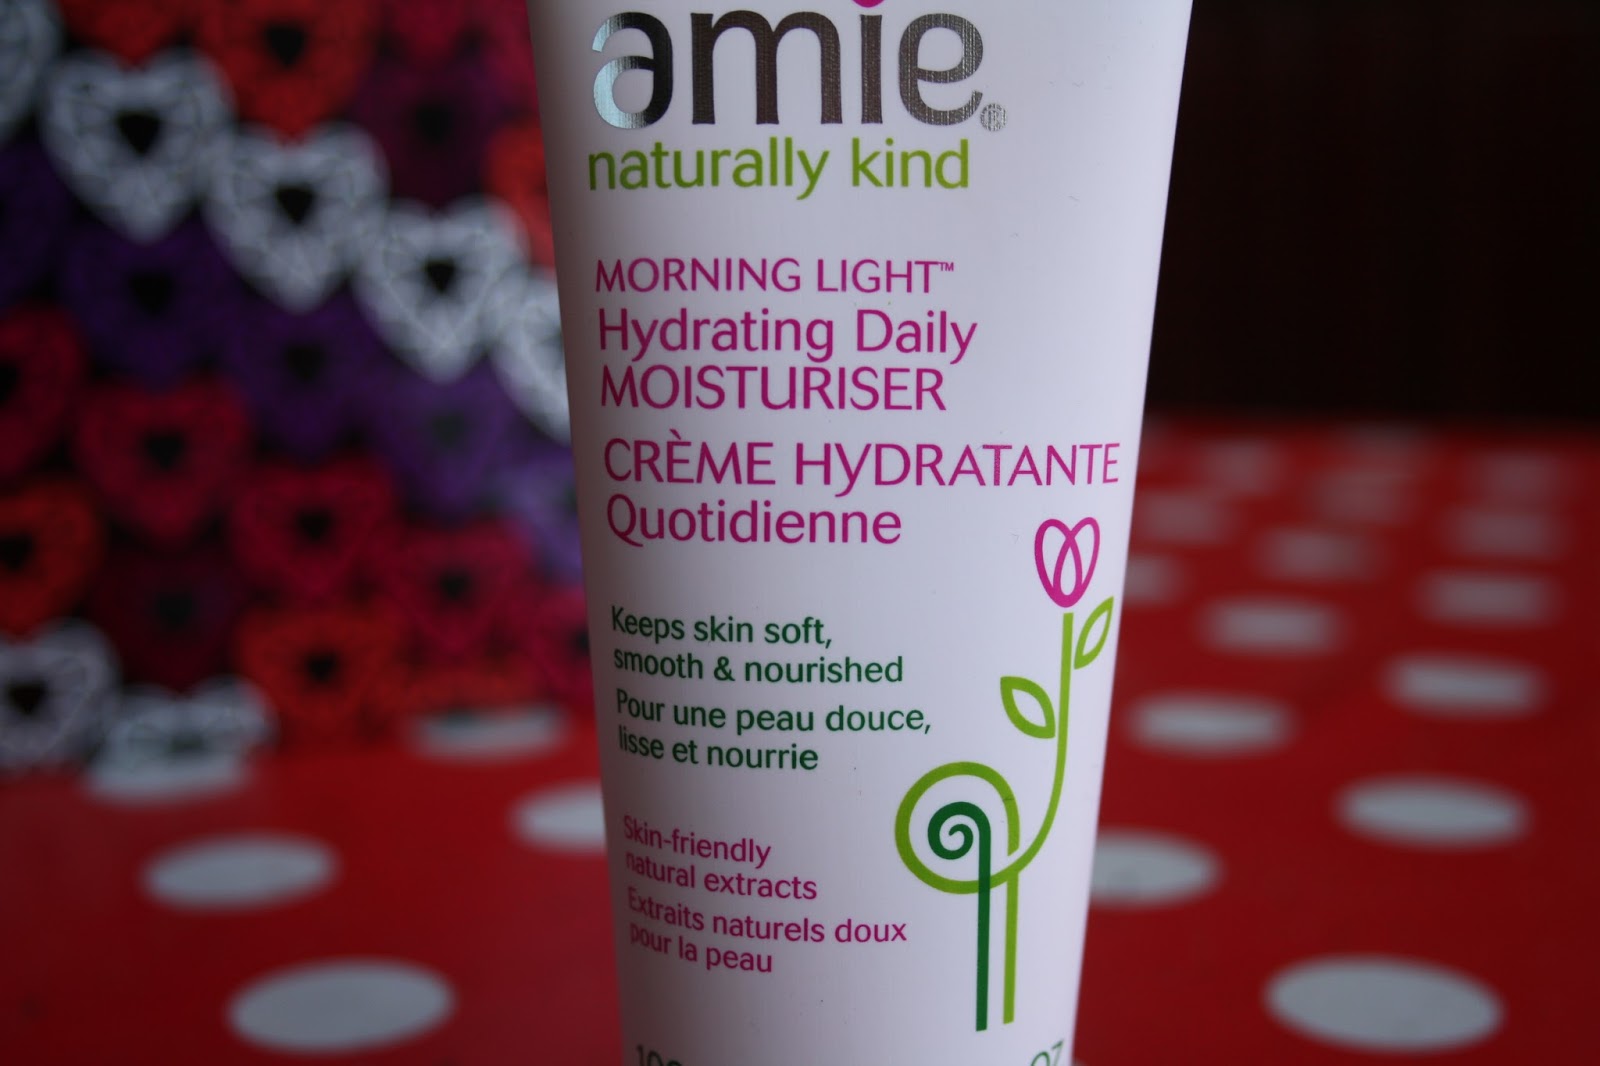 amie®
naturally kind
MORNING LIGHT™
Hydrating Daily
MOISTURISER
CRÈME HYDRATANTE
Quotidienne
Keeps skin soft,
smooth & nourished
Pour une peau douce,
lisse et nourrie
Skin-friendly
natural extracts
Extraits naturels doux
pour la peau